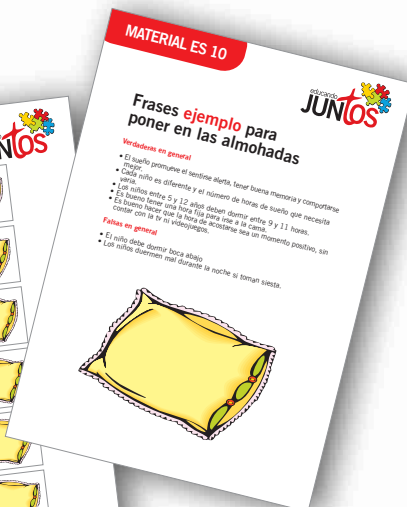 MATERIAL ES 10
educando
JUNtOS
Frases ejemplo para
poner en las almohadas
Verdaderas en general
• El sueño promueve el sentirse alerta, tener buena memoria y comportarse
mejor.
• Cada niño es diferente y el número de horas de sueño que necesita
varia.
• Los niños entre 5 y 12 años deben dormir entre 9 y 11 horas.
• Es bueno tener una hora fija para irse a la cama.
• Es bueno hacer que la hora de acostarse sea un momento positivo, sin
contar con la tv ni videojuegos.
Falsas en general
• El niño debe dormir boca abajo
• Los niños duermen mal durante la noche si toman siesta.
NtOS